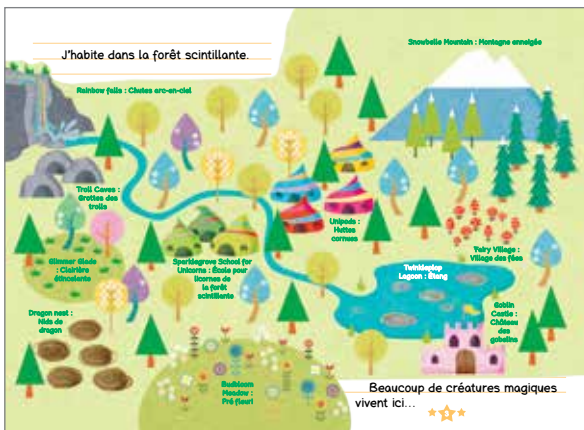 J'habite dans la forêt scintillante.
Snowbelle Mountain : Montagne enneigée
Rainbow falls : Chutes arc-en-ciel
Troll Caves :
Grottes des
trolls
Unipods :
Huttes
cornues
Fairy Village :
Village des fées
Glimmer Glade
: Clairière
étincelante
Sparklegrove School for
Unicorns : École pour
licornes de
la forêt
scintillante
Twinkleplop
Lagoon : Étang
Goblin
Castle :
Château
des
gobelins
Dragon nest :
Nids de
dragon
Budbloom
Meadow :
Pré fleuri
Beaucoup de créatures magiques
vivent ici...